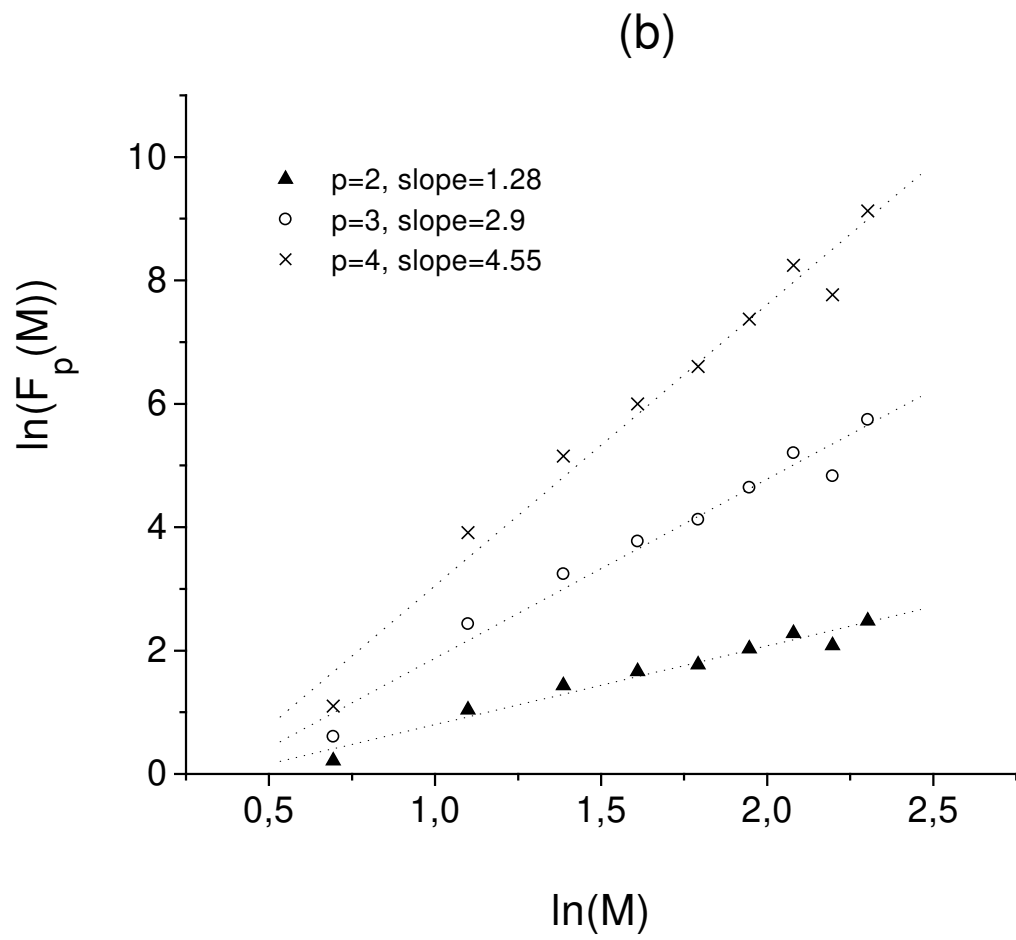 (b)
p=2, slope=1.28
p=3, slope=2.9
p=4, slope=4.55
ln(F_p(M))
10
8
6
4
2
0
0,5 1,0 1,5 2,0 2,5
ln(M)